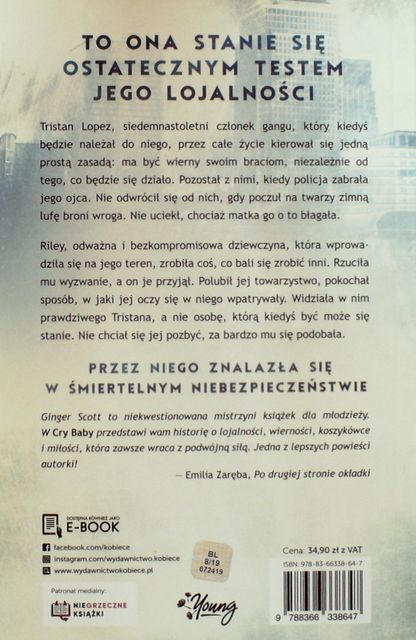 TO ONA STANIE SIĘ
OSTATECZNYM TESTEM
JEGO LOJALNOŚCI
Tristan Lopez, siedemnastoletni członek gangu, który kiedyś
będzie należał do niego, przez całe życie kierował się jedną
prostą zasadą: ma być wierny swoim braciom, niezależnie od
tego, co będzie się działo. Pozostał z nimi, kiedy policja zabrała
jego ojca. Nie odwrócił się od nich, gdy poczuł na twarzy zimną
lufę broni wroga. Nie uciekł, chociaż matka go o to błagała.
Riley, odważna i bezkompromisowa dziewczyna, która wprowa-
dziła się na jego teren, zrobiła coś, co bali się zrobić inni. Rzuciła
mu wyzwanie, a on je przyjął. Polubił jej towarzystwo, pokochał
sposób, w jaki jej oczy się w niego wpatrywały. Widziała w nim
prawdziwego Tristana, a nie osobę, którą kiedyś być może się
stanie. Nie chciał się jej pozbyć, za bardzo mu się podobała.
PRZEZ NIEGO ZNALAZŁA SIĘ
W ŚMIERTELNYM NIEBEZPIECZEŃSTWIE
Ginger Scott to niekwestionowana mistrzyni książek dla młodzieży.
W Cry Baby przedstawi wam historię o lojalności, wierności, koszykówce
i miłości, która zawsze wraca z podwójną siłą. Jedna z lepszych powieści
autorki!
— Emilia Zaręba, Po drugiej stronie okładki
DOSTĘPNA RÓWNIEŻ JAKO
E-BOOK
facebook.com/kobiece
instagram.com/wydawnictwo.kobiece
www.wydawnictwokobiece.pl
Patronat medialny:
NIEGRZECZNE
KSIĄŻKI
Young
BL
8/19
072419
Cena: 34,90 zł z VAT
ISBN: 978-83-66338-64-7
9 788366 338647